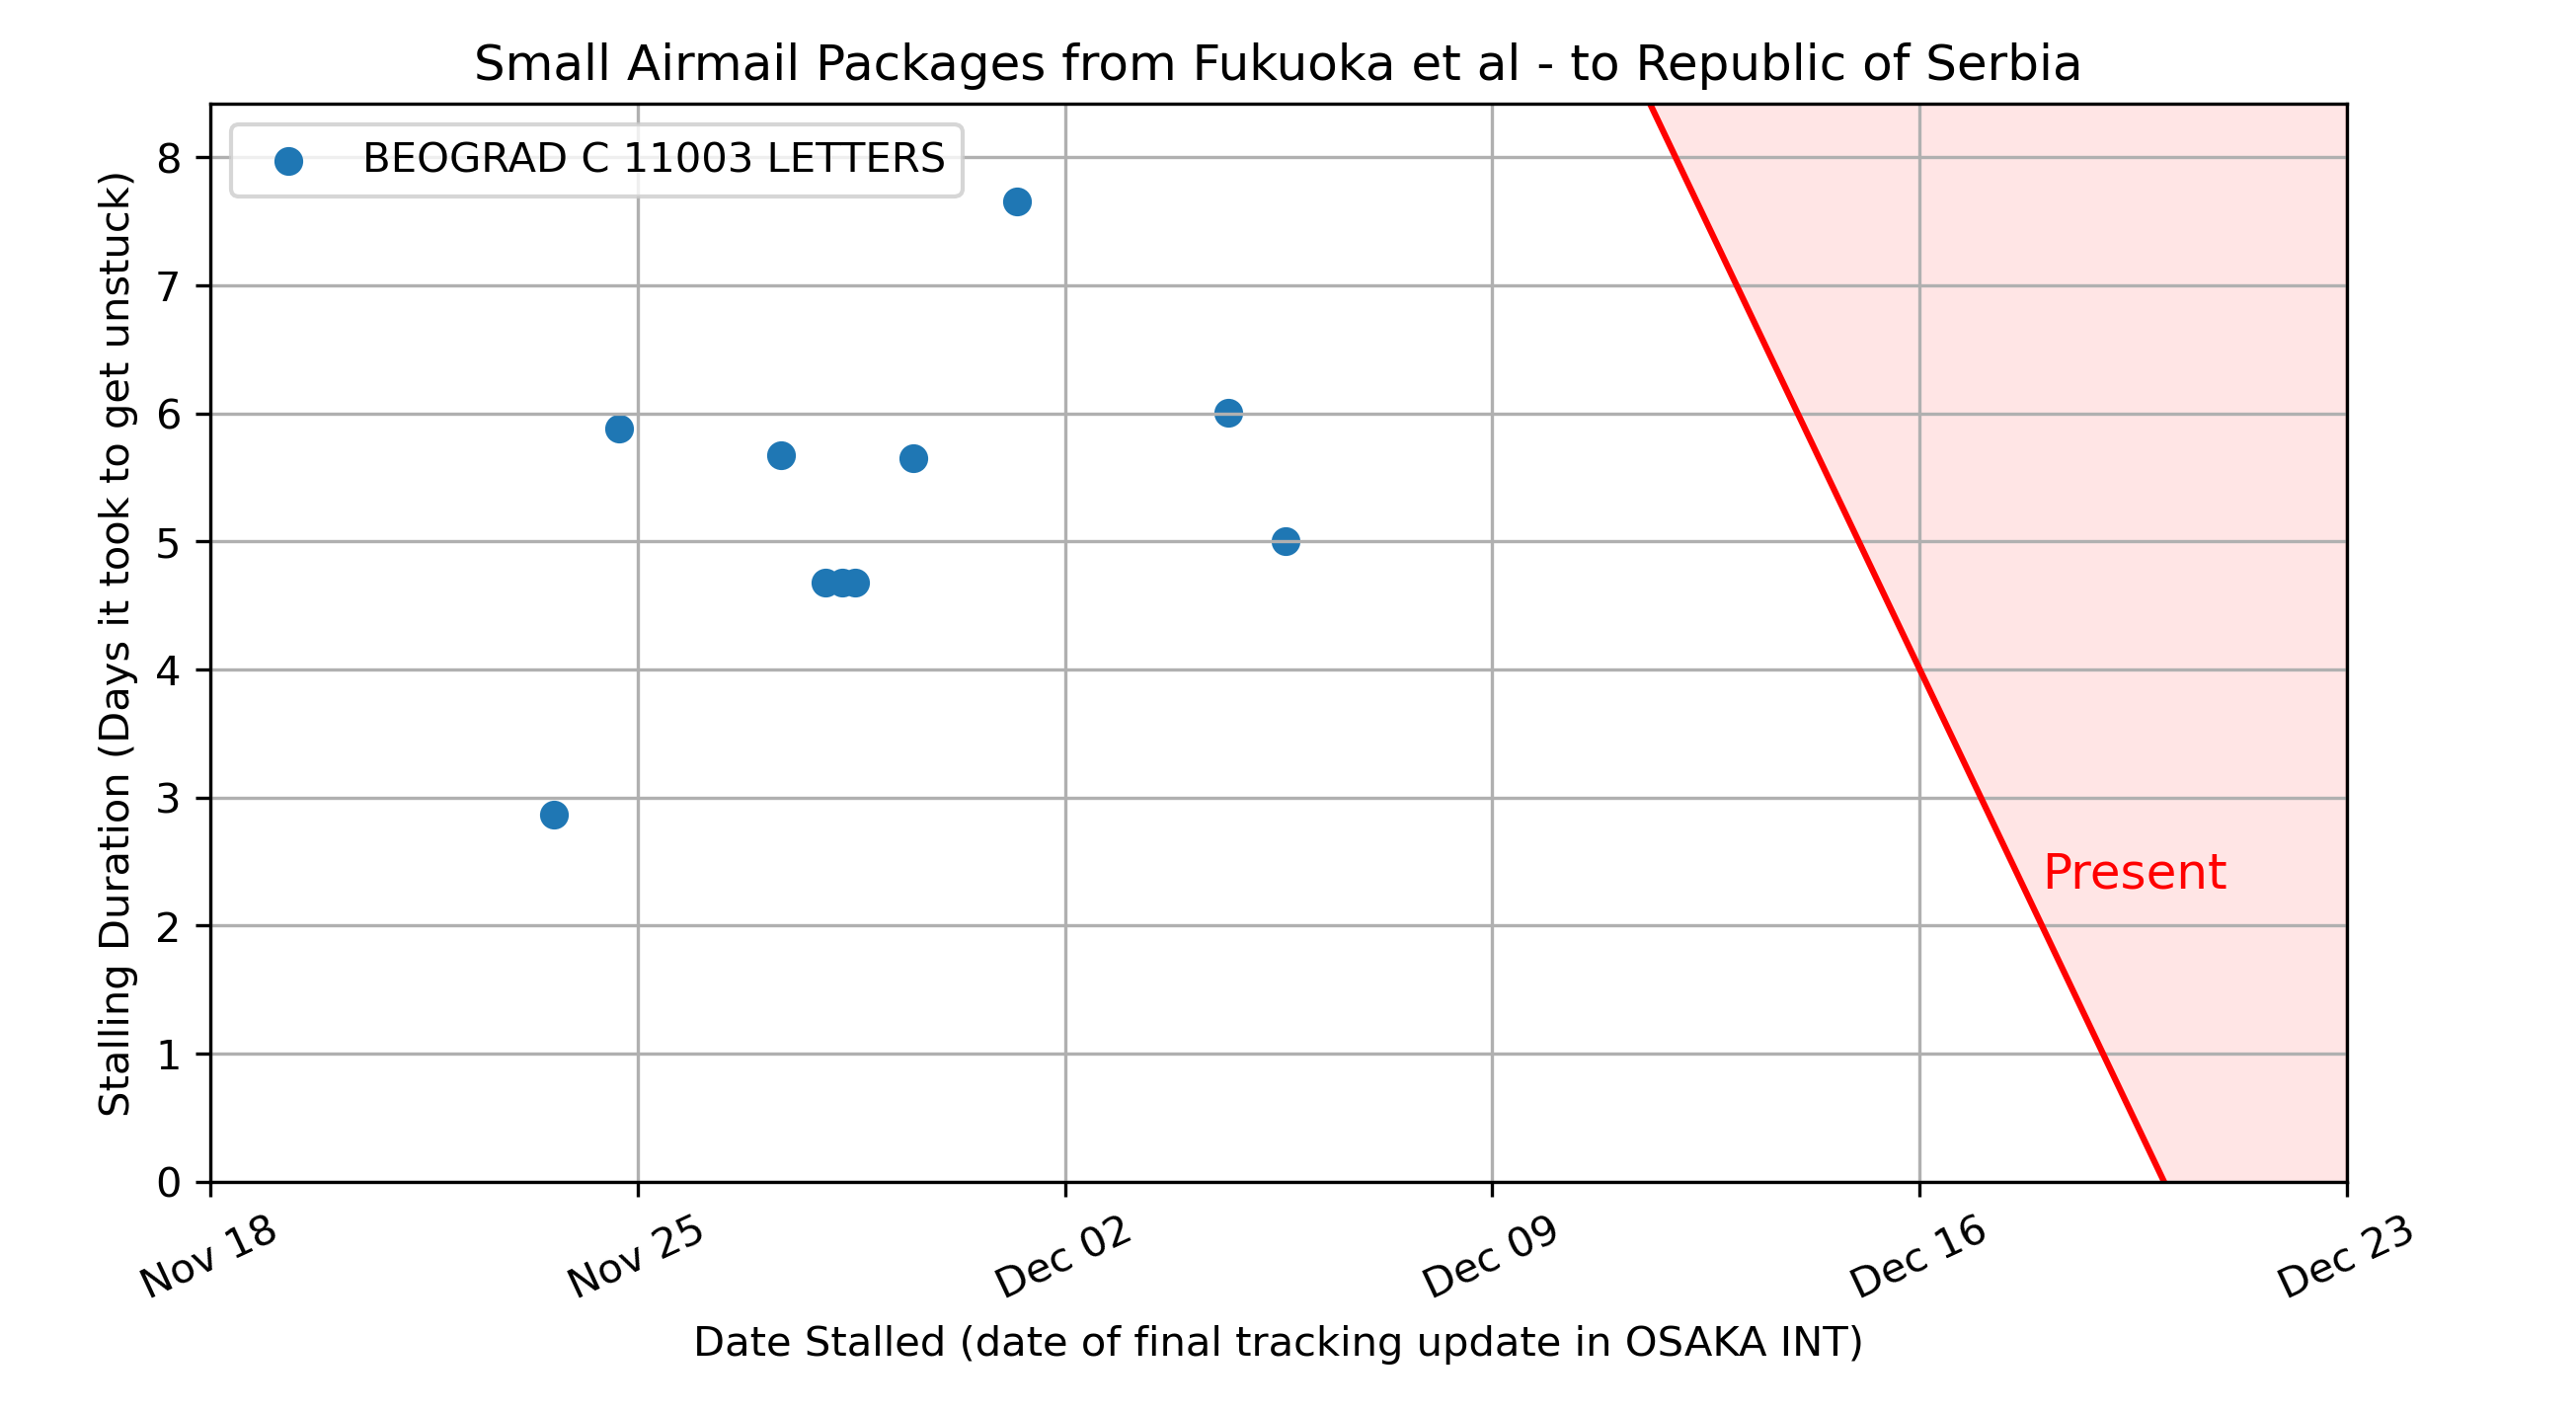 Small Airmail Packages from Fukuoka et al - to Republic of Serbia
BEOGRAD C 11003 LETTERS
Stalling Duration (Days it took to get unstuck)
8
7
6
5
4
3
2
1
0
Present
Nov 18
Nov 25
Dec 02
Dec 09
Dec 16
Dec 23
Date Stalled (date of final tracking update in OSAKA INT)